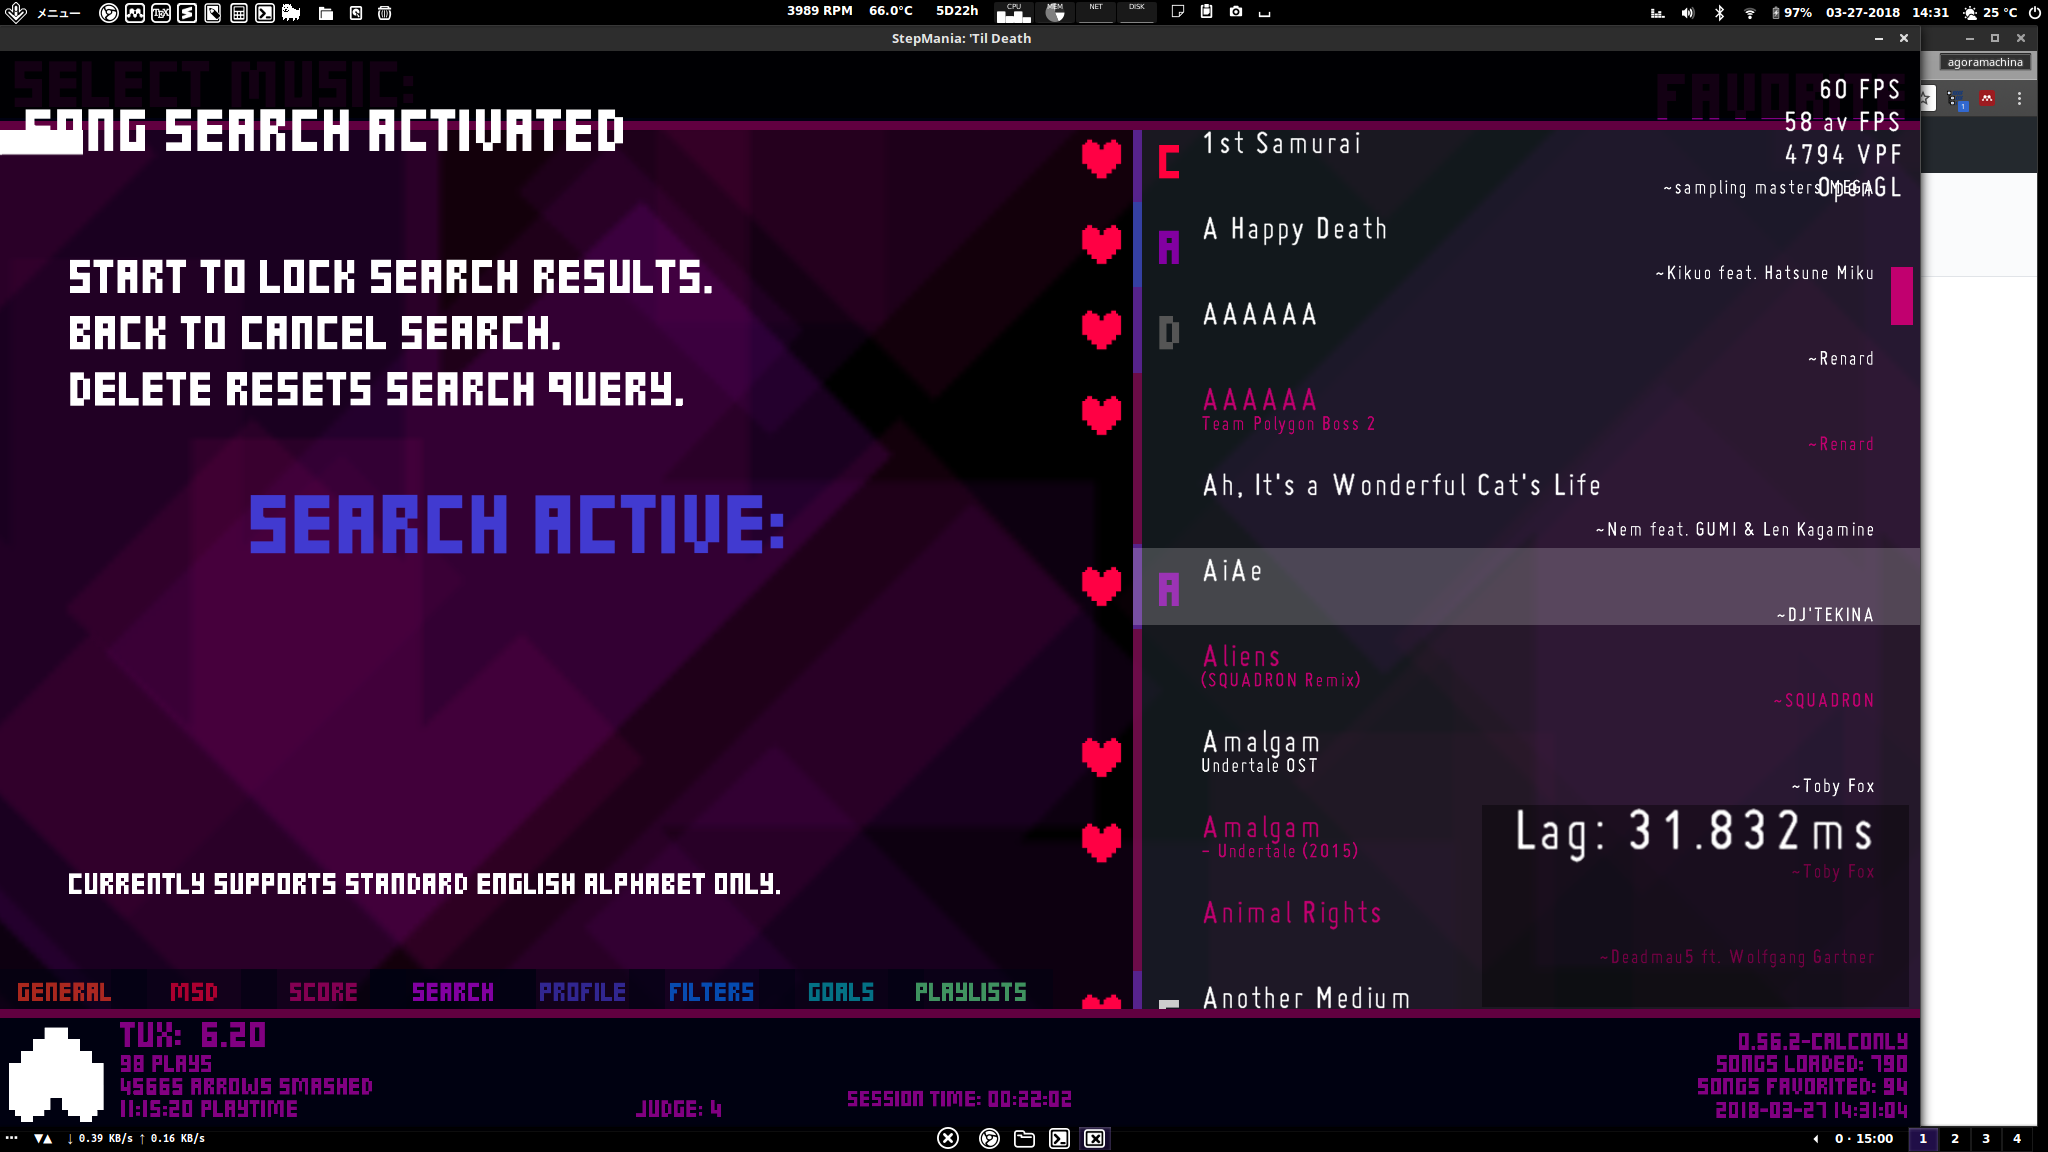 メニュー
3989 RPM 66.0°C 5D22h CPU MEM NET DISK
97% 03-27-2018 14:31 25 °C
StepMania: 'Til Death
agoramachina
SELECT MUSIC:
SONG SEARCH ACTIVATED
START TO LOCK SEARCH RESULTS.
BACK TO CANCEL SEARCH.
DELETE RESETS SEARCH QUERY.
SEARCH ACTIVE:
CURRENTLY SUPPORTS STANDARD ENGLISH ALPHABET ONLY.
60 FPS
58 av FPS
4794 VPF
OpenGL
C 1st Samurai
~sampling masters MEGA
A A Happy Death
~Kikuo feat. Hatsune Miku
D AAAAAA
~Renard
AAAAAA
Team Polygon Boss 2
~Renard
Ah, It's a Wonderful Cat's Life
~Nem feat. GUMI & Len Kagamine
A AiAe
~DJ'TEKINA
Aliens
(SQUADRON Remix)
~SQUADRON
Amalgam
Undertale OST
~Toby Fox
Lag: 31.832ms
Amalgam
- Undertale (2015)
~Toby Fox
Animal Rights
~Deadmau5 ft. Wolfgang Gartner
Another Medium
GENERAL MSD SCORE SEARCH PROFILE FILTERS GOALS PLAYLISTS
TUX: 6.20
98 PLAYS
45665 ARROWS SMASHED
11:15:20 PLAYTIME
JUDGE: 4
SESSION TIME: 00:22:02
0.56.2-CALCONLY
SONGS LOADED: 790
SONGS FAVORITED: 94
2018-03-27 14:31:04
↓ 0.39 KB/s ↑ 0.16 KB/s
0 · 15:00 1 2 3 4